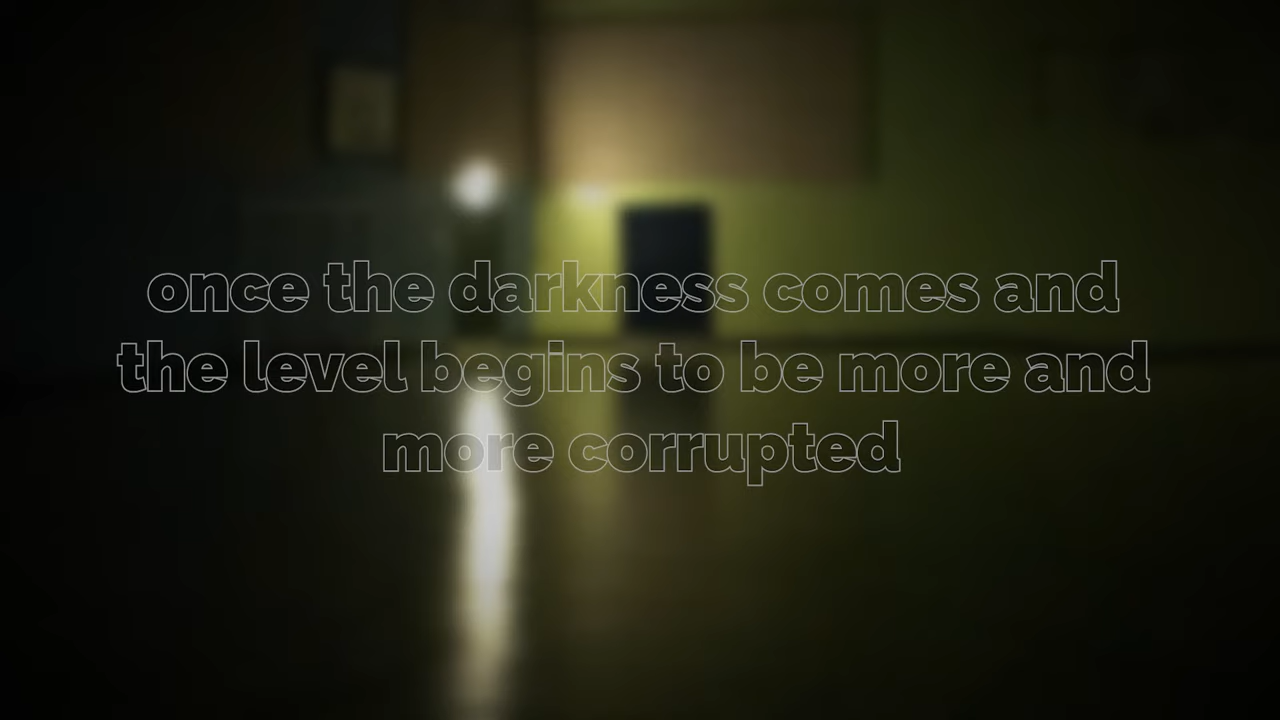 once the darkness comes and
the level begins to be more and
more corrupted